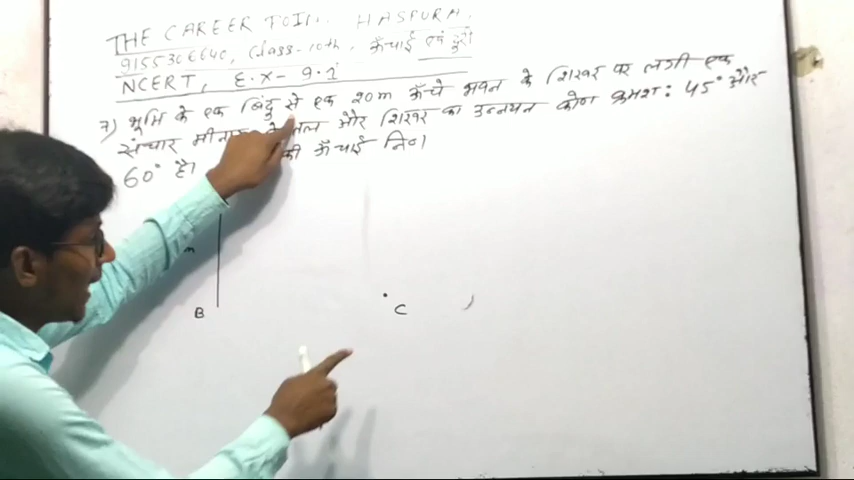 THE CAREER POINT HASPURA.
9155306640, Class-10th, ऊँचाई एवं दूरी
NCERT, E.X-9.1
7) भूमि के एक बिंदु से एक 20m ऊँचे भवन के शिखर पर लगी एक
संचार मीनार तल और शिखर का उन्नयन कोण क्रमश: 45° और
60° है। की ऊँचाई नि०।
m
B
C